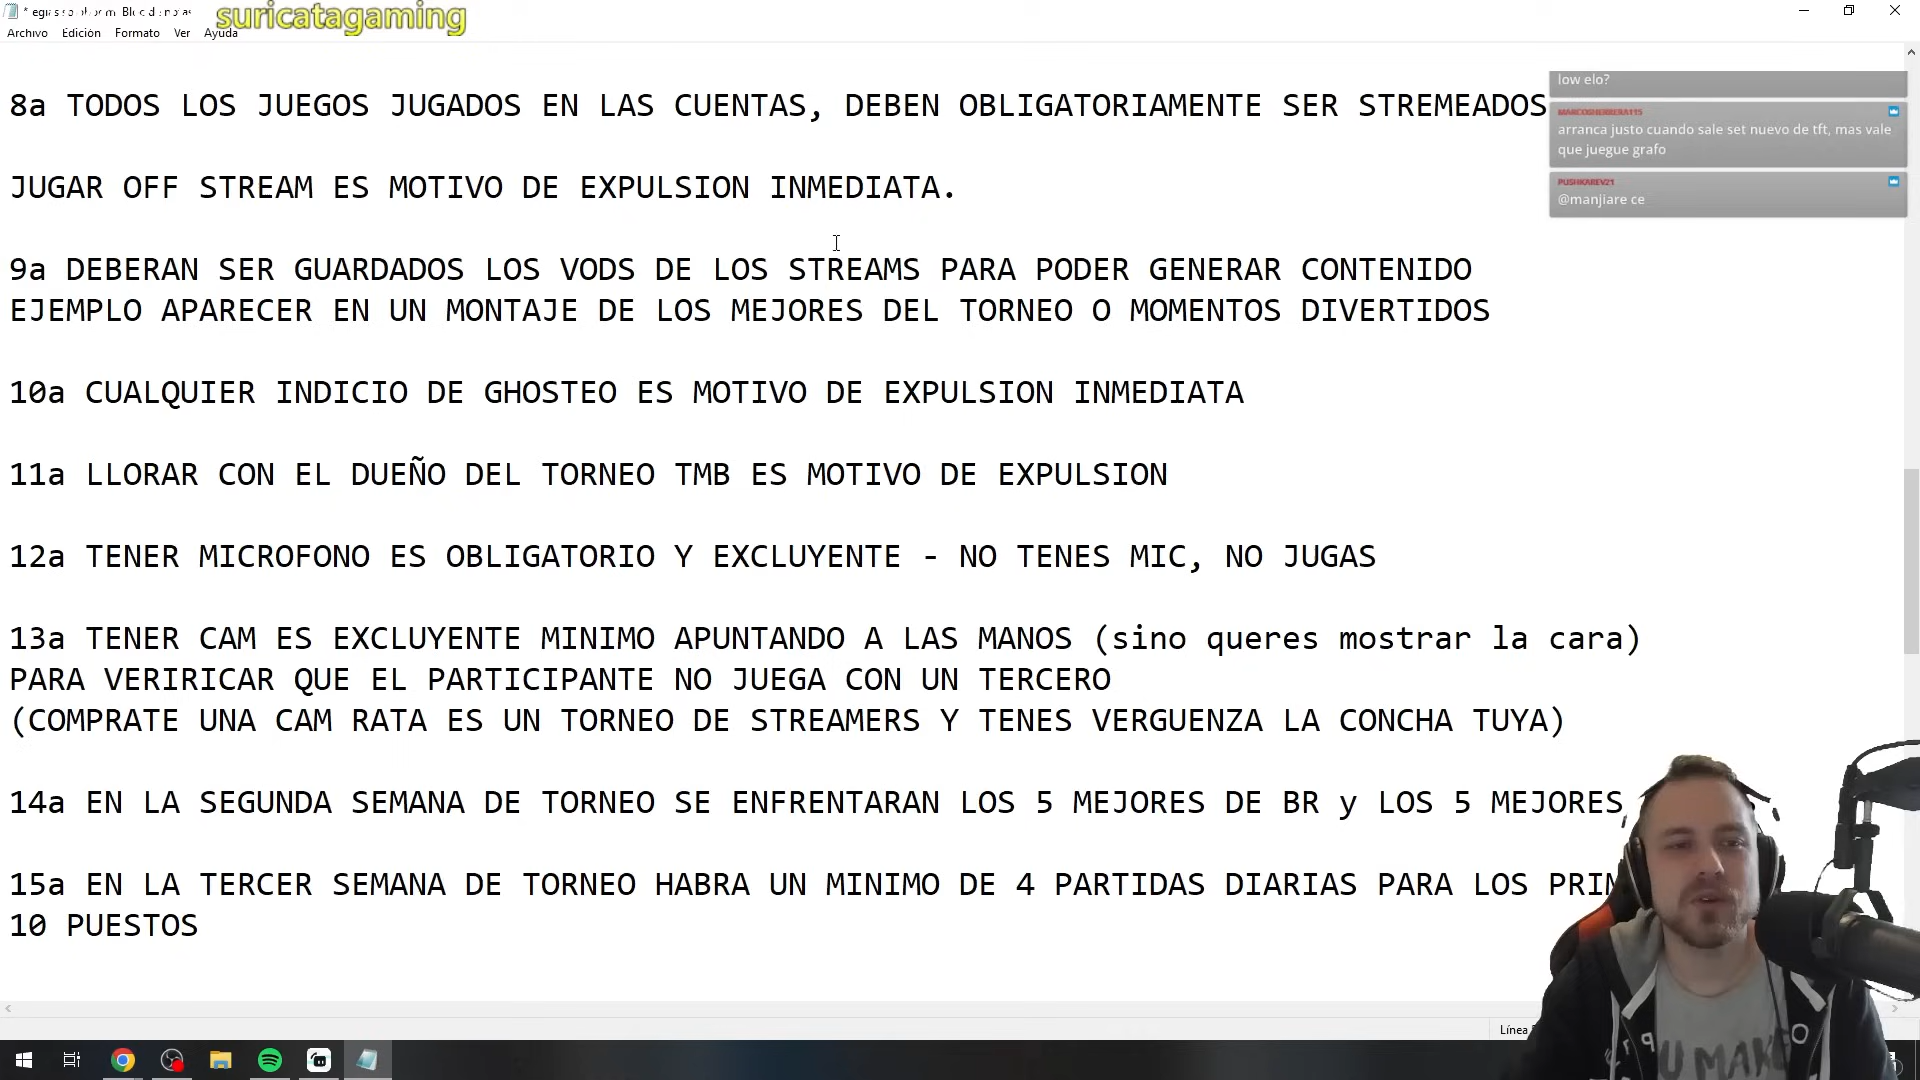 suricatagaming
Archivo Edición Formato Ver Ayuda
8a TODOS LOS JUEGOS JUGADOS EN LAS CUENTAS, DEBEN OBLIGATORIAMENTE SER STREMEADOS
JUGAR OFF STREAM ES MOTIVO DE EXPULSION INMEDIATA.
9a DEBERAN SER GUARDADOS LOS VODS DE LOS STREAMS PARA PODER GENERAR CONTENIDO
EJEMPLO APARECER EN UN MONTAJE DE LOS MEJORES DEL TORNEO O MOMENTOS DIVERTIDOS
10a CUALQUIER INDICIO DE GHOSTEO ES MOTIVO DE EXPULSION INMEDIATA
11a LLORAR CON EL DUEÑO DEL TORNEO TMB ES MOTIVO DE EXPULSION
12a TENER MICROFONO ES OBLIGATORIO Y EXCLUYENTE - NO TENES MIC, NO JUGAS
13a TENER CAM ES EXCLUYENTE MINIMO APUNTANDO A LAS MANOS (sino queres mostrar la cara)
PARA VERIRICAR QUE EL PARTICIPANTE NO JUEGA CON UN TERCERO
(COMPRATE UNA CAM RATA ES UN TORNEO DE STREAMERS Y TENES VERGUENZA LA CONCHA TUYA)
14a EN LA SEGUNDA SEMANA DE TORNEO SE ENFRENTARAN LOS 5 MEJORES DE BR y LOS 5 MEJORES
15a EN LA TERCER SEMANA DE TORNEO HABRA UN MINIMO DE 4 PARTIDAS DIARIAS PARA LOS
10 PUESTOS
low elo?
MARCOSHERRERA115
arranca justo cuando sale set nuevo de tft, mas vale
que juegue grafo
PUSHKAREV21
@manjiare ce
Línea